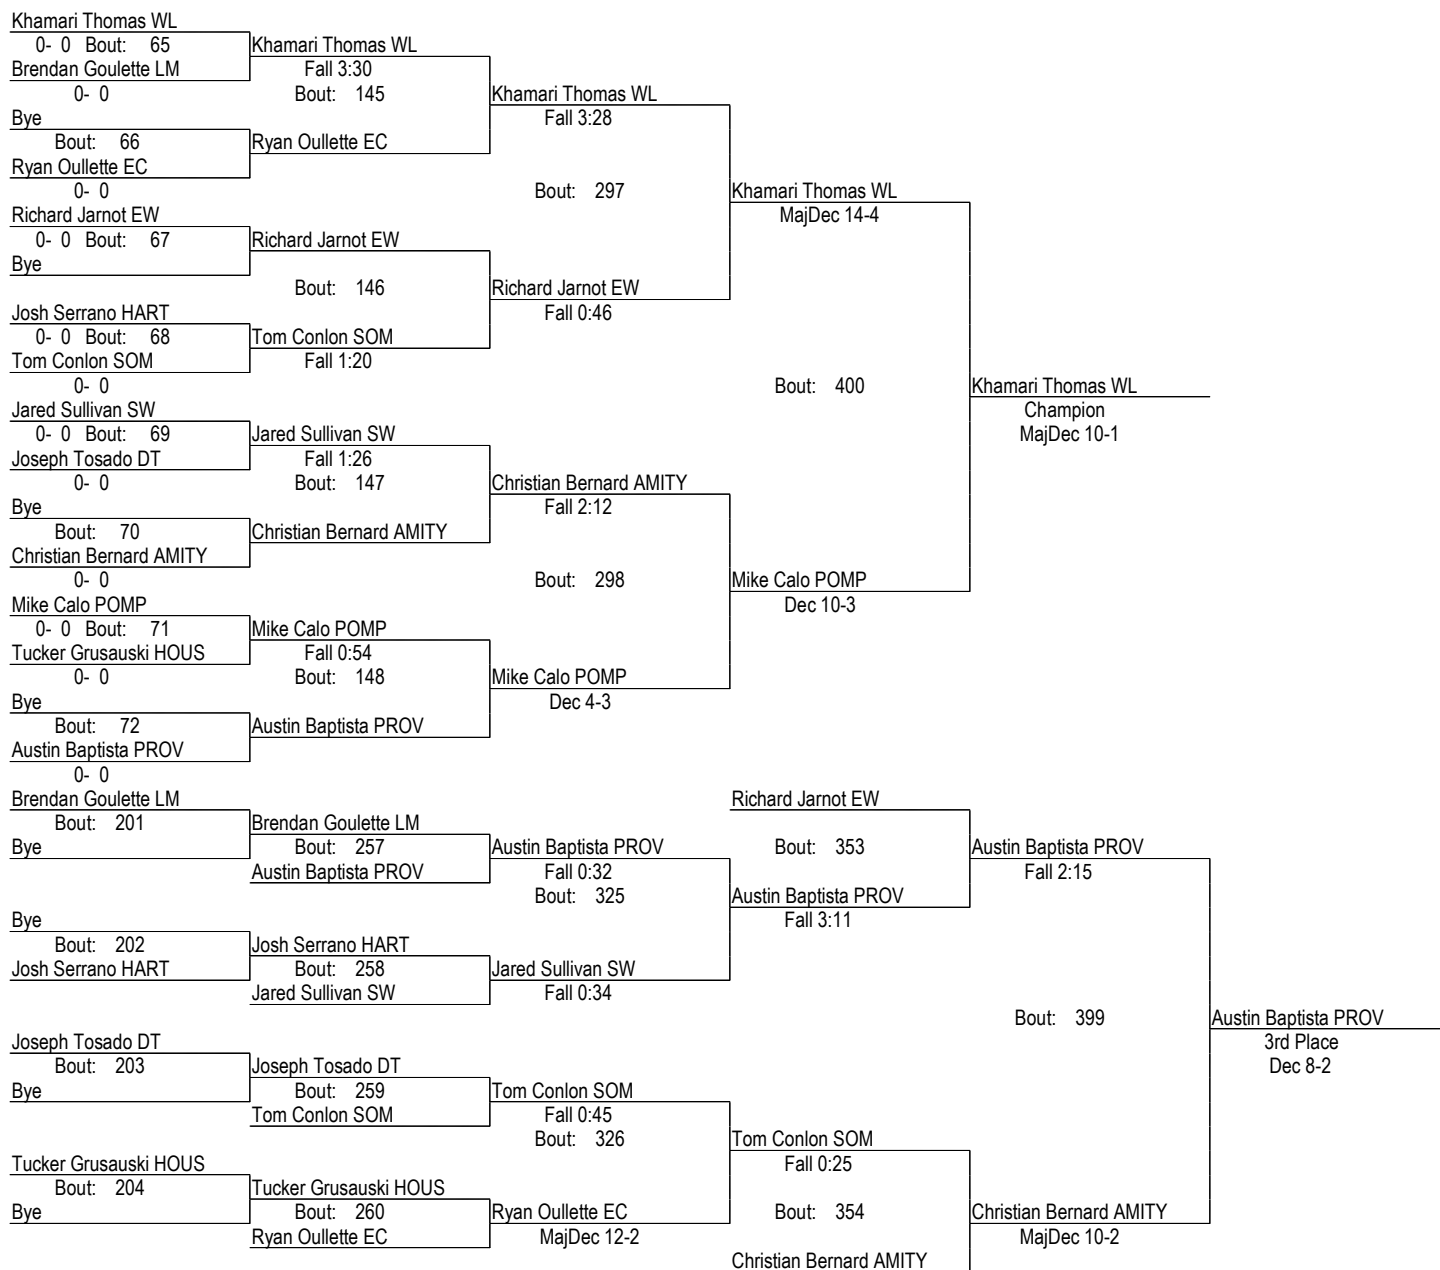 Khamari Thomas WL
0- 0 Bout: 65
Khamari Thomas WL
Brendan Goulette LM
Fall 3:30
0- 0
Bout: 145
Khamari Thomas WL
Bye
Fall 3:28
Bout: 66
Ryan Oullette EC
Ryan Oullette EC
0- 0
Bout: 297
Khamari Thomas WL
Richard Jarnot EW
MajDec 14-4
0- 0 Bout: 67
Richard Jarnot EW
Bye
Bout: 146
Richard Jarnot EW
Josh Serrano HART
Fall 0:46
0- 0 Bout: 68
Tom Conlon SOM
Tom Conlon SOM
Fall 1:20
0- 0
Bout: 400
Khamari Thomas WL
Jared Sullivan SW
Champion
0- 0 Bout: 69
Jared Sullivan SW
MajDec 10-1
Joseph Tosado DT
Fall 1:26
0- 0
Bout: 147
Christian Bernard AMITY
Bye
Fall 2:12
Bout: 70
Christian Bernard AMITY
Christian Bernard AMITY
0- 0
Bout: 298
Mike Calo POMP
Mike Calo POMP
Dec 10-3
0- 0 Bout: 71
Mike Calo POMP
Tucker Grusauski HOUS
Fall 0:54
0- 0
Bout: 148
Mike Calo POMP
Bye
Dec 4-3
Bout: 72
Austin Baptista PROV
Austin Baptista PROV
0- 0
Brendan Goulette LM
Richard Jarnot EW
Bout: 201
Brendan Goulette LM
Bye
Bout: 257
Austin Baptista PROV
Bout: 353
Austin Baptista PROV
Austin Baptista PROV
Fall 0:32
Fall 2:15
Bout: 325
Austin Baptista PROV
Bye
Fall 3:11
Bout: 202
Josh Serrano HART
Josh Serrano HART
Bout: 258
Jared Sullivan SW
Jared Sullivan SW
Fall 0:34
Bout: 399
Austin Baptista PROV
Joseph Tosado DT
3rd Place
Bout: 203
Joseph Tosado DT
Dec 8-2
Bye
Bout: 259
Tom Conlon SOM
Tom Conlon SOM
Fall 0:45
Bout: 326
Tom Conlon SOM
Tucker Grusauski HOUS
Fall 0:25
Bout: 204
Tucker Grusauski HOUS
Bye
Bout: 260
Ryan Oullette EC
Bout: 354
Christian Bernard AMITY
Ryan Oullette EC
MajDec 12-2
MajDec 10-2
Christian Bernard AMITY